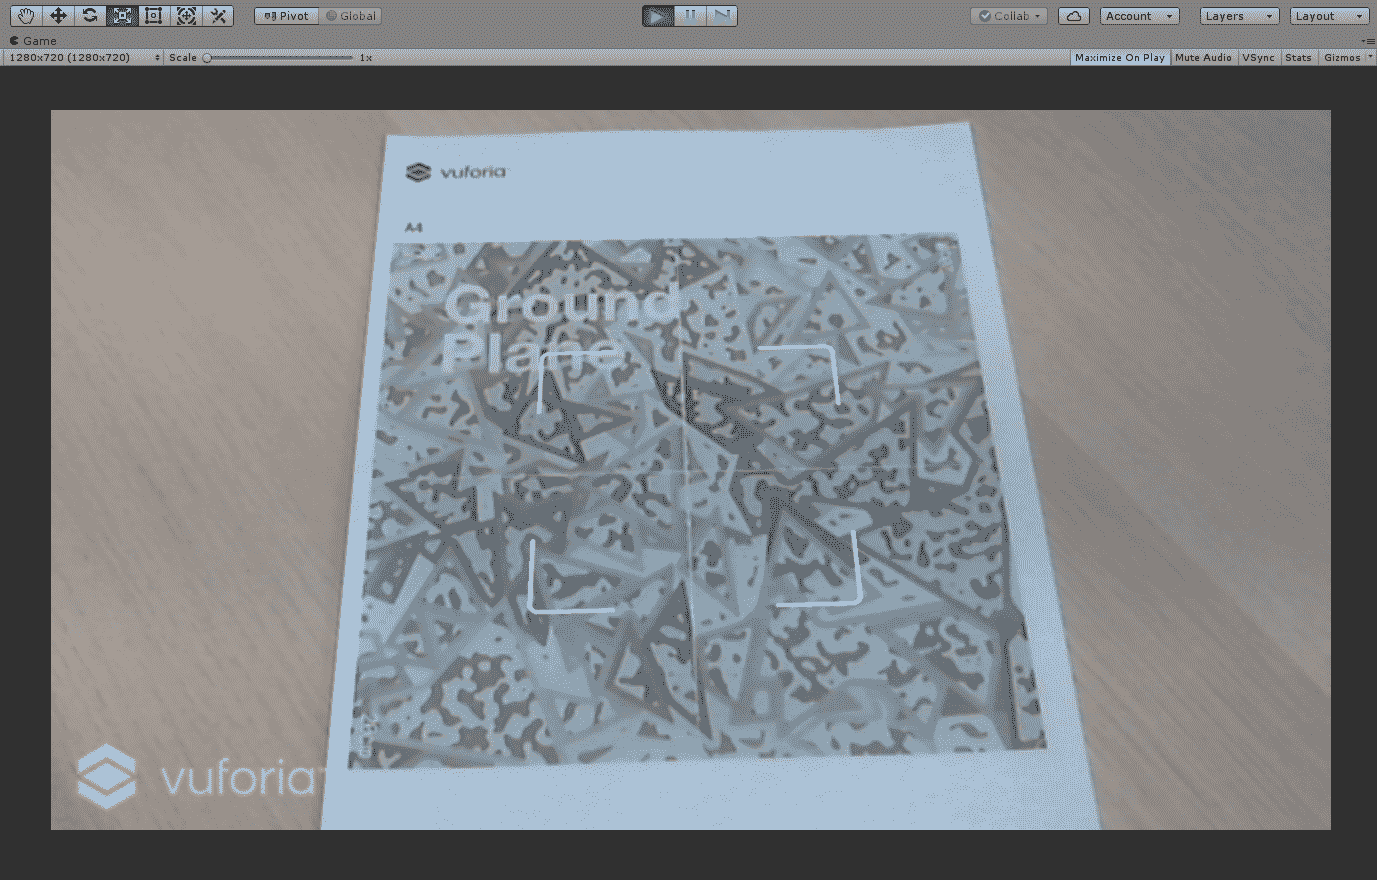 Pivot Global Collab Account Layers Layout
Game
1280x720 (1280x720) Scale 1x Maximize On Play Mute Audio VSync Stats Gizmos
vuforia
A4
Ground
Plane
vuforia™